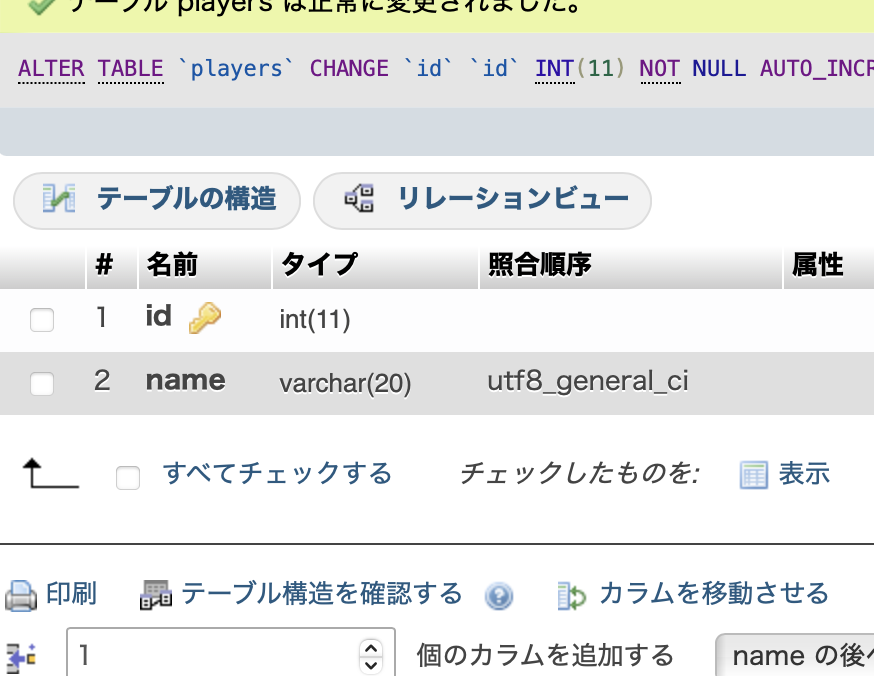 テーブル players は正常に変更されました。
ALTER TABLE `players` CHANGE `id` `id` INT(11) NOT NULL AUTO_INCR
テーブルの構造 リレーションビュー
# 名前 タイプ 照合順序 属性
1 id int(11)
2 name varchar(20) utf8_general_ci
すべてチェックする チェックしたものを: 表示
印刷 テーブル構造を確認する カラムを移動させる
1 個のカラムを追加する name の後へ